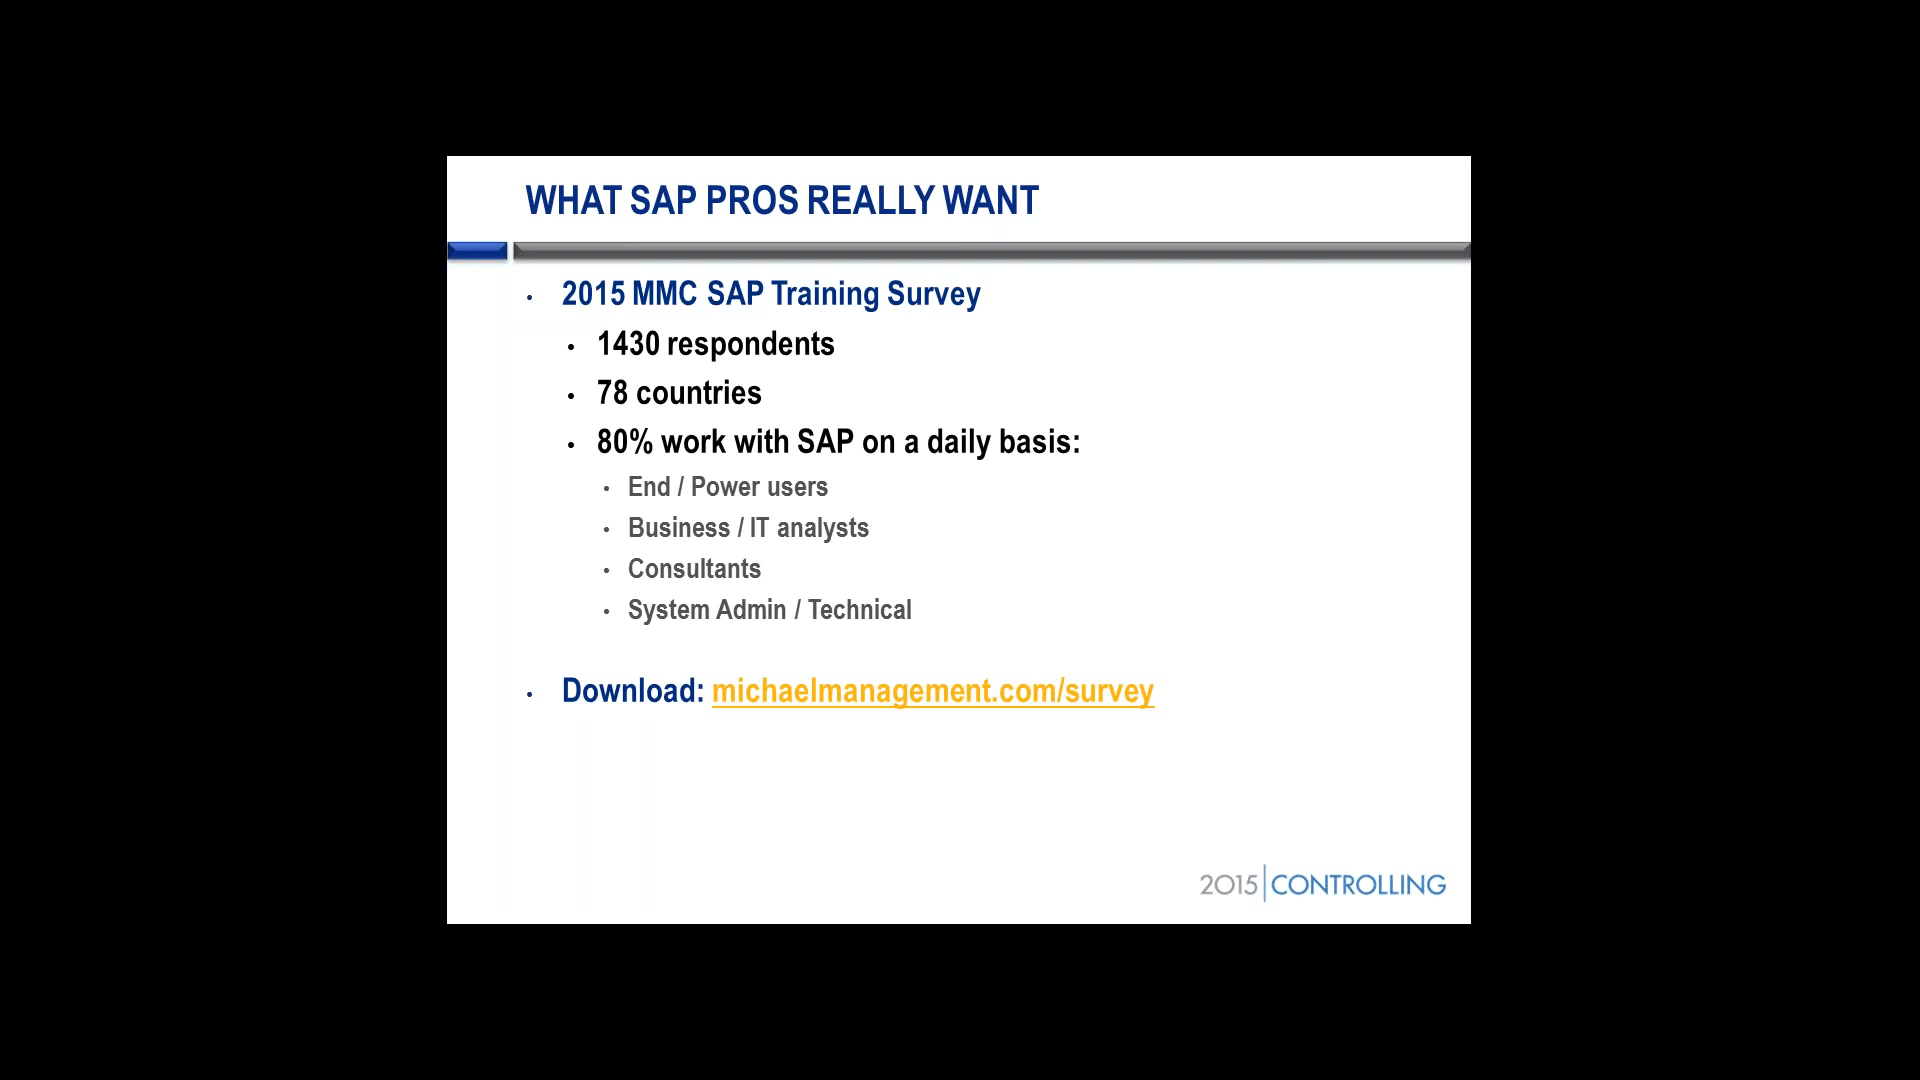 WHAT SAP PROS REALLY WANT
• 2015 MMC SAP Training Survey
• 1430 respondents
• 78 countries
• 80% work with SAP on a daily basis:
• End / Power users
• Business / IT analysts
• Consultants
• System Admin / Technical
• Download: michaelmanagement.com/survey
2015 | CONTROLLING